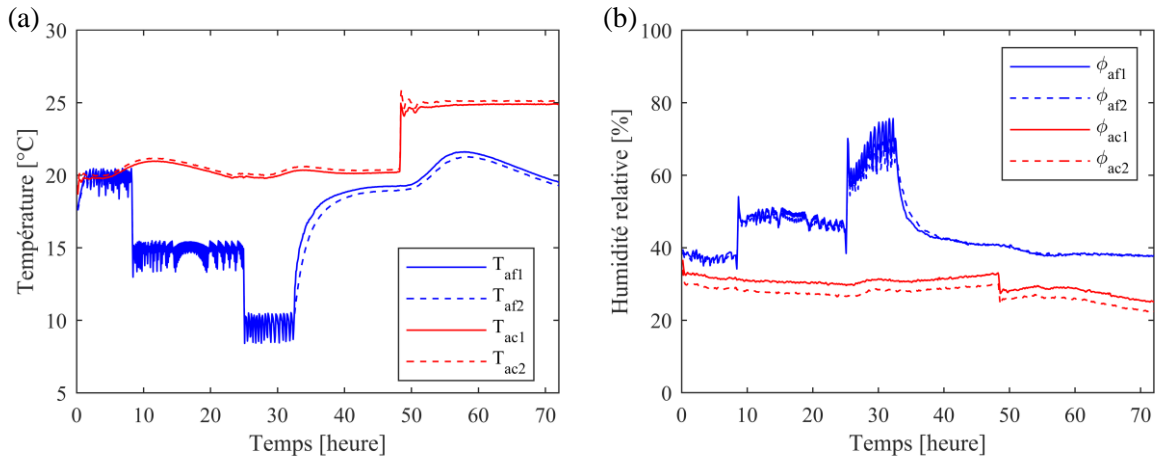 (a)
30
25
20
15
10
5
Température [°C]
0 10 20 30 40 50 60 70
Temps [heure]
T_af1
T_af2
T_ac1
T_ac2
(b)
100
80
60
40
20
0
Humidité relative [%]
0 10 20 30 40 50 60 70
Temps [heure]
ϕ_af1
ϕ_af2
ϕ_ac1
ϕ_ac2